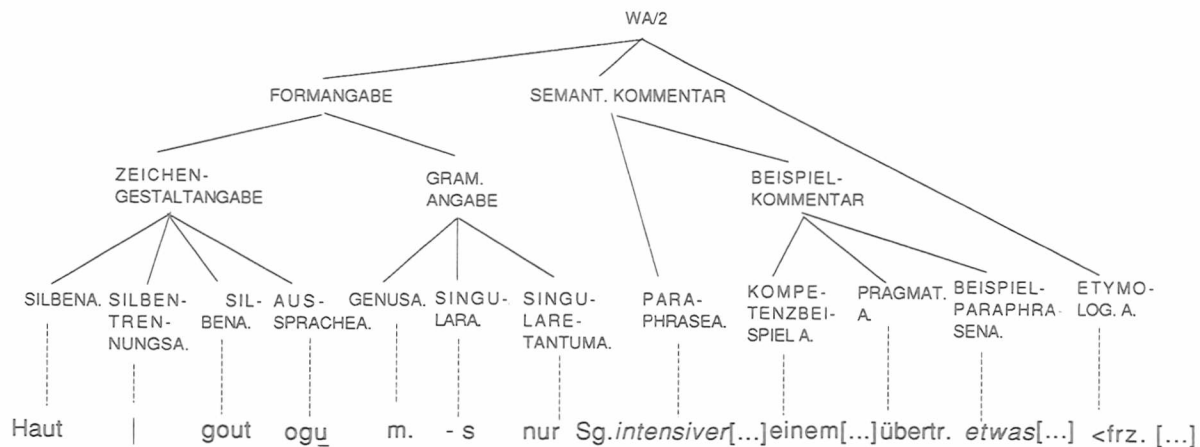 WA/2
FORMANGABE SEMANT. KOMMENTAR
ZEICHEN-
GESTALTANGABE
GRAM.
ANGABE
BEISPIEL-
KOMMENTAR
SILBENA.
SILBEN-
TREN-
NUNGSA.
SIL-
BENA.
AUS-
SPRACHEA.
GENUSA.
SINGU-
LARA.
SINGU-
LARE-
TANTUMA.
PARA-
PHRASEA.
KOMPE-
TENZBEI-
SPIEL A.
PRAGMAT.
A.
BEISPIEL-
PARAPHRA-
SENA.
ETYMO-
LOG. A.
Haut | gout ogu m. - s nur Sg. intensiver[...] einem[...] übertr. etwas[...] <frz. [...]